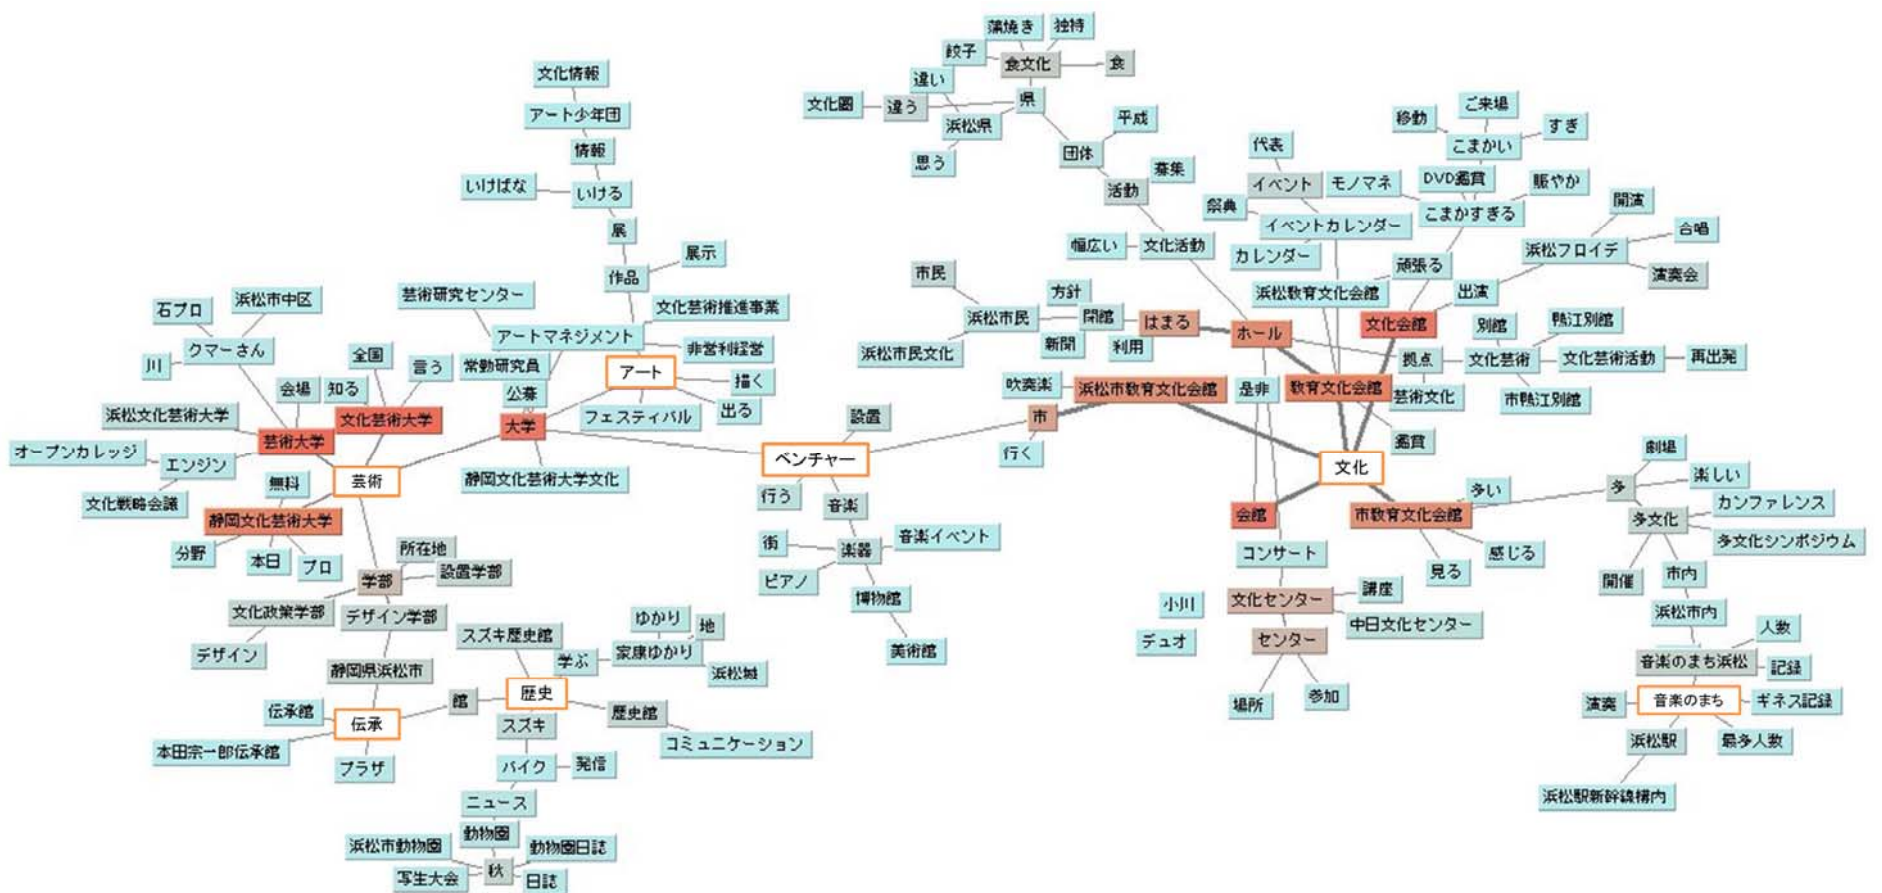 蒲焼き
独特
餃子
食文化
食
文化情報
違い
県
文化圏
違う
アート少年団
浜松県
平成
ご来場
移動
すぎ
こまかい
代表
思う
団体
情報
募集
活動
イベント
モノマネ
DVD鑑賞
賑やか
いけばな
いける
祭典
こまかすぎる
開演
イベントカレンダー
合唱
展
幅広い
文化活動
カレンダー
浜松フロイデ
展示
作品
市民
頑張る
演奏会
芸術研究センター
浜松市中区
方針
浜松教育文化会館
出演
石プロ
文化芸術推進事業
浜松市民
閉館
はまる
ホール
文化会館
別館
鴨江別館
アートマネジメント
クマーさん
全国
非営利経営
浜松市民文化
新聞
利用
拠点
文化芸術
文化芸術活動
再出発
川
言う
常勤研究員
アート
描く
吹奏楽
浜松市教育文化会館
是非
教育文化会館
芸術文化
市鴨江別館
会場
知る
公募
出る
浜松文化芸術大学
文化芸術大学
大学
フェスティバル
設置
市
芸術大学
鑑賞
オープンカレッジ
エンジン
行く
劇場
ベンチャー
文化
楽しい
芸術
静岡文化芸術大学文化
無料
多い
多
文化戦略会議
行う
音楽
カンファレンス
静岡文化芸術大学
会館
市教育文化会館
多文化
音楽イベント
多文化シンポジウム
街
楽器
コンサート
感じる
分野
本日
プロ
所在地
見る
設置学部
ピアノ
開催
市内
学部
講座
博物館
小川
文化センター
文化政策学部
デザイン学部
中日文化センター
浜松市内
ゆかり
地
人数
スズキ歴史館
デュオ
センター
美術館
デザイン
学ぶ
家康ゆかり
音楽のまち浜松
記録
静岡県浜松市
浜松城
歴史
参加
音楽のまち
ギネス記録
館
場所
演奏
伝承館
伝承
歴史館
スズキ
浜松駅
最多人数
本田宗一郎伝承館
コミュニケーション
プラザ
バイク
発信
浜松駅新幹線構内
ニュース
動物園
浜松市動物園
動物園日誌
秋
写生大会
日誌